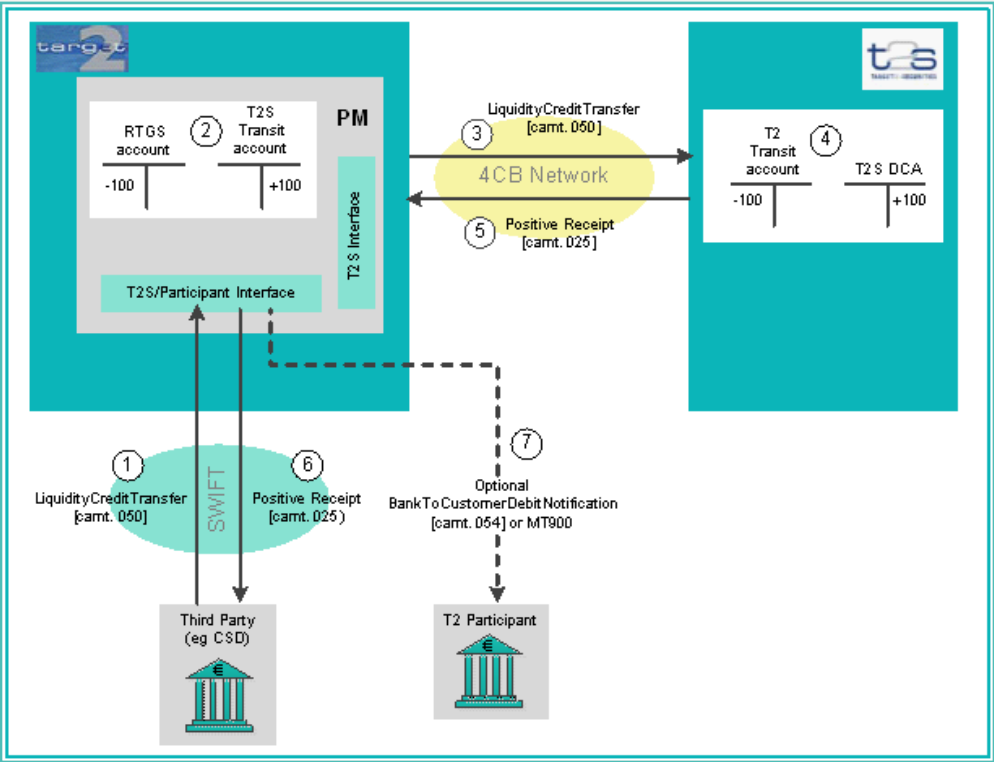 target
2
PM
RTGS
account
-100
2
T2S
Transit
account
+100
T2S Interface
T2S/Participant Interface
LiquidityCreditTransfer
[camt. 050]
3
4CB Network
5
Positive Receipt
[camt. 025]
t2s
TARGET2-SECURITIES
T2
Transit
account
-100
4
T2S DCA
+100
1
LiquidityCreditTransfer
[camt. 050]
SWIFT
6
Positive Receipt
[camt. 025)
7
Optional
BankToCustomerDebitNotification
[camt. 054] or MT900
Third Party
(eg CSD)
€
T2 Participant
€